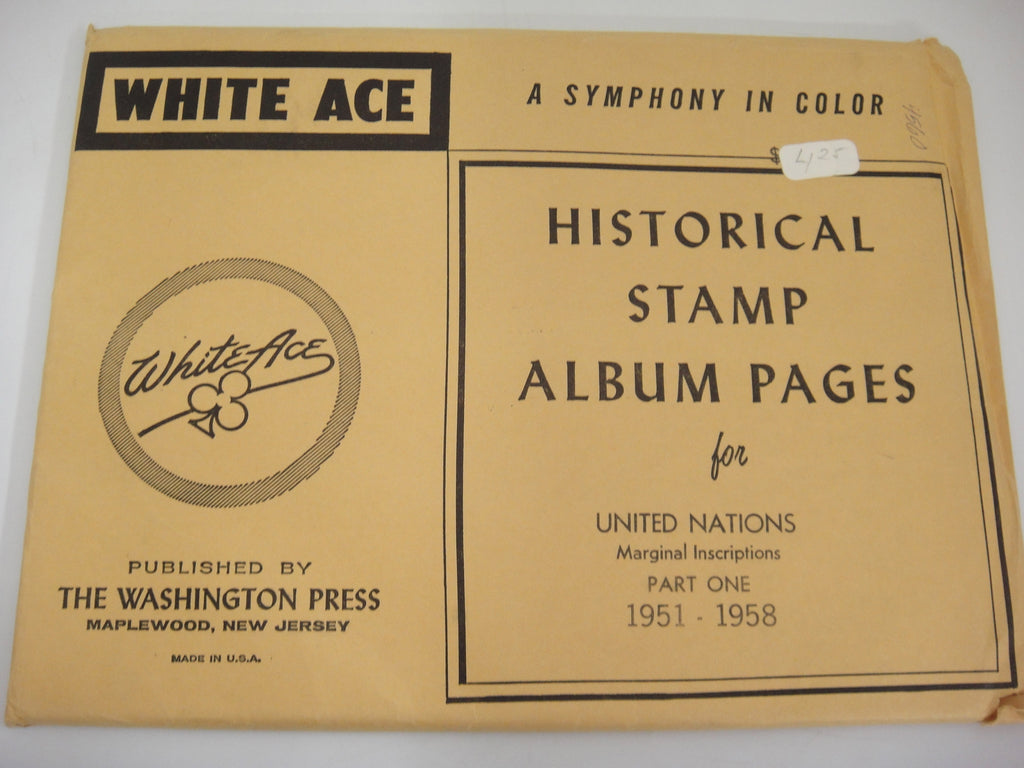 WHITE ACE
A SYMPHONY IN COLOR
$ 4.25
HISTORICAL
STAMP
ALBUM PAGES
for
UNITED NATIONS
Marginal Inscriptions
PART ONE
1951 - 1958
White Ace
PUBLISHED BY
THE WASHINGTON PRESS
MAPLEWOOD, NEW JERSEY
MADE IN U.S.A.